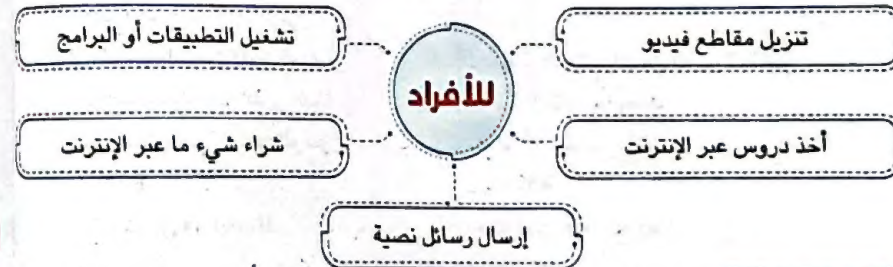 تنزيل مقاطع فيديو
تشغيل التطبيقات أو البرامج
للأفراد
أخذ دروس عبر الإنترنت
شراء شيء ما عبر الإنترنت
إرسال رسائل نصية